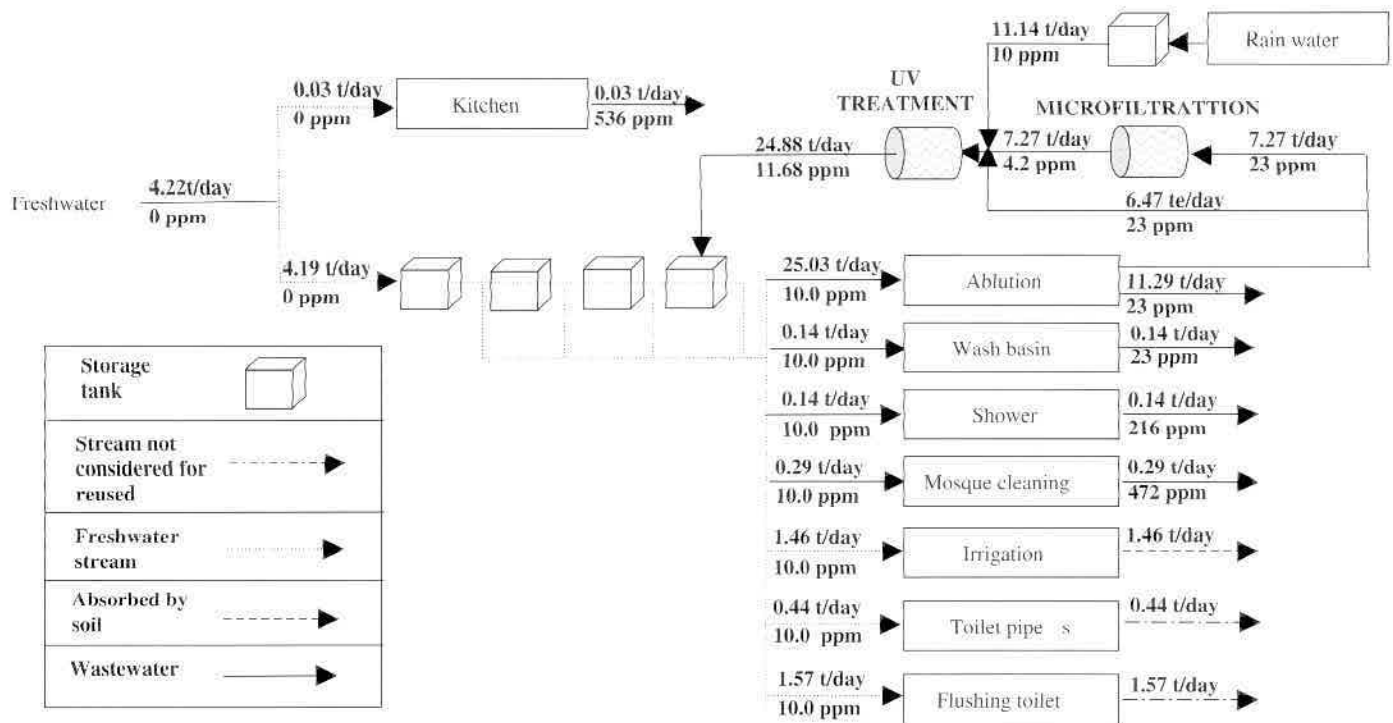 11.14 t/day
10 ppm
Rain water
UV
TREATMENT
MICROFILTRATTION
0.03 t/day
0 ppm
Kitchen
0.03 t/day
536 ppm
24.88 t/day
11.68 ppm
7.27 t/day
4.2 ppm
7.27 t/day
23 ppm
6.47 te/day
23 ppm
Freshwater
4.22t/day
0 ppm
4.19 t/day
0 ppm
25.03 t/day
10.0 ppm
Ablution
11.29 t/day
23 ppm
0.14 t/day
10.0 ppm
Wash basin
0.14 t/day
23 ppm
0.14 t/day
10.0 ppm
Shower
0.14 t/day
216 ppm
0.29 t/day
10.0 ppm
Mosque cleaning
0.29 t/day
472 ppm
1.46 t/day
10.0 ppm
Irrigation
1.46 t/day
0.44 t/day
10.0 ppm
Toilet pipe s
0.44 t/day
1.57 t/day
10.0 ppm
Flushing toilet
1.57 t/day
Storage
tank
Stream not
considered for
reused
Freshwater
stream
Absorbed by
soil
Wastewater